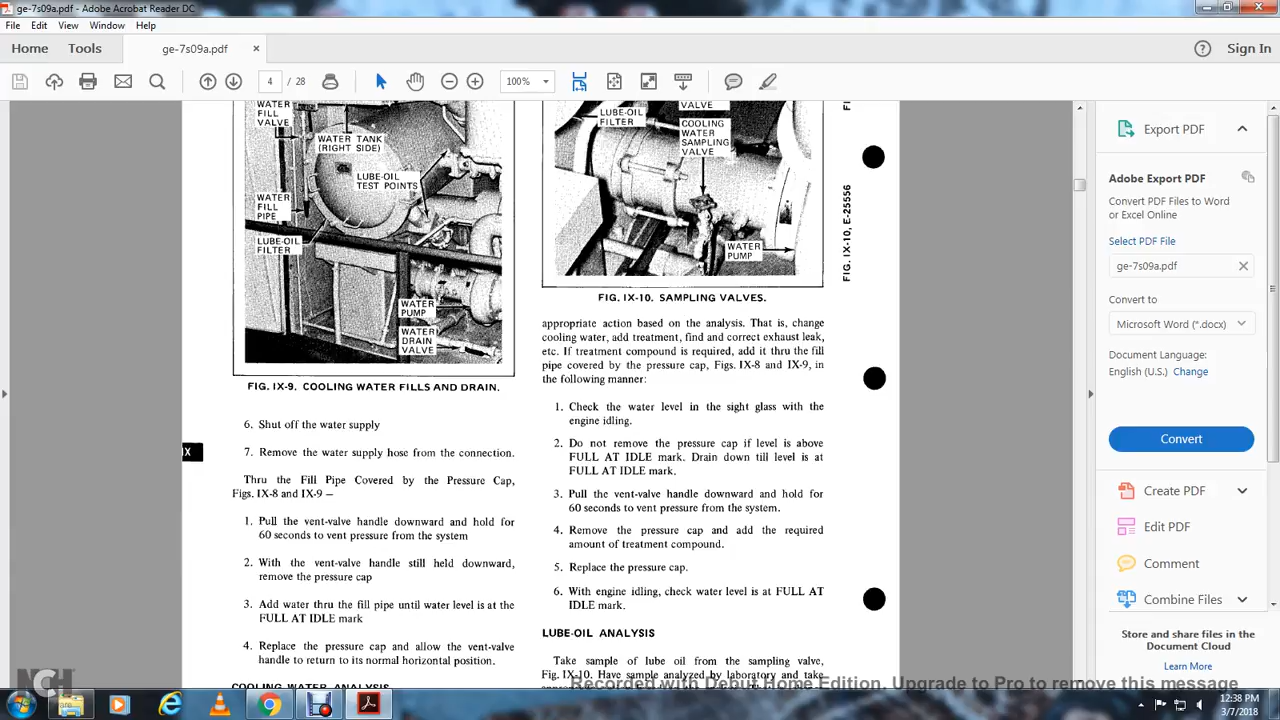 ge-7s09a.pdf - Adobe Acrobat Reader DC
File Edit View Window Help
Home Tools ge-7s09a.pdf × ? Sign In
4 / 28 100%
WATER
FILL
VALVE
WATER TANK
(RIGHT SIDE)
LUBE-OIL
TEST POINTS
WATER
FILL
PIPE
LUBE-OIL
FILTER
WATER
PUMP
WATER
DRAIN
VALVE
FIG. IX-9. COOLING WATER FILLS AND DRAIN.
6. Shut off the water supply
IX
7. Remove the water supply hose from the connection.
Thru the Fill Pipe Covered by the Pressure Cap,
Figs. IX-8 and IX-9 —
1. Pull the vent-valve handle downward and hold for
60 seconds to vent pressure from the system
2. With the vent-valve handle still held downward,
remove the pressure cap
3. Add water thru the fill pipe until water level is at the
FULL AT IDLE mark
4. Replace the pressure cap and allow the vent-valve
handle to return to its normal horizontal position.
COOLING WATER ANALYSIS
VALVE
LUBE-OIL
FILTER
COOLING
WATER
SAMPLING
VALVE
WATER
PUMP
FIG. IX-10, E-25556
FIG. IX-10. SAMPLING VALVES.
appropriate action based on the analysis. That is, change
cooling water, add treatment, find and correct exhaust leak,
etc. If treatment compound is required, add it thru the fill
pipe covered by the pressure cap, Figs. IX-8 and IX-9, in
the following manner:
1. Check the water level in the sight glass with the
engine idling.
2. Do not remove the pressure cap if level is above
FULL AT IDLE mark. Drain down till level is at
FULL AT IDLE mark.
3. Pull the vent-valve handle downward and hold for
60 seconds to vent pressure from the system.
4. Remove the pressure cap and add the required
amount of treatment compound.
5. Replace the pressure cap.
6. With engine idling, check water level is at FULL AT
IDLE mark.
LUBE-OIL ANALYSIS
Take sample of lube oil from the sampling valve,
Fig. IX-10. Have sample analyzed by laboratory and take
Export PDF
Adobe Export PDF
Convert PDF Files to Word
or Excel Online
Select PDF File
ge-7s09a.pdf
Convert to
Microsoft Word (*.docx)
Document Language:
English (U.S.) Change
Convert
Create PDF
Edit PDF
Comment
Combine Files
Store and share files in the
Document Cloud
Learn More
NCH
Recorded with Debut Home Edition. Upgrade to Pro to remove this message
12:38 PM
3/7/2018